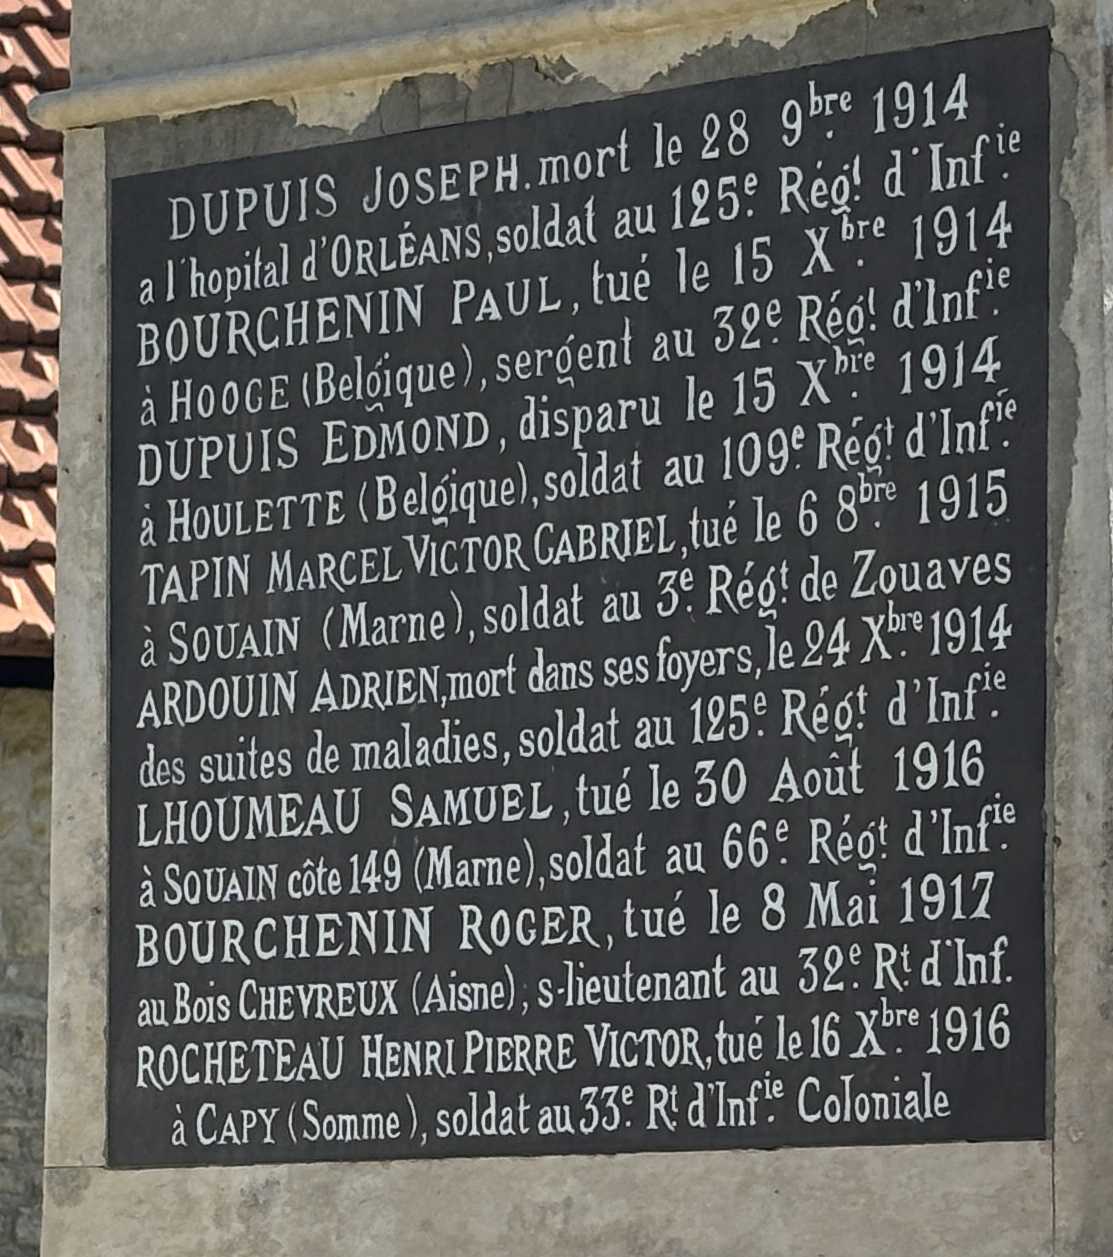 DUPUIS JOSEPH. mort le 28 9bre. 1914
a l'hopital d'ORLÉANS, soldat au 125e. Régt. d'Infie.
BOURCHENIN PAUL, tué le 15 Xbre. 1914
à HOOGE (Belgique), sergent au 32e. Régt. d'Infie.
DUPUIS EDMOND, disparu le 15 Xbre. 1914
à HOULETTE (Belgique), soldat au 109e. Régt. d'Infie.
TAPIN MARCEL VICTOR GABRIEL, tué le 6 8bre. 1915
à SOUAIN (Marne), soldat au 3e. Régt. de Zouaves
ARDOUIN ADRIEN, mort dans ses foyers, le 24 Xbre. 1914
des suites de maladies, soldat au 125e. Régt. d'Infie.
LHOUMEAU SAMUEL, tué le 30 Août 1916
à SOUAIN côte 149 (Marne), soldat au 66e. Régt. d'Infie.
BOURCHENIN ROGER, tué le 8 Mai 1917
au Bois CHEVREUX (Aisne), s-lieutenant au 32e. Rt. d'Inf.
ROCHETEAU HENRI PIERRE VICTOR, tué le 16 Xbre. 1916
à CAPY (Somme), soldat au 33e. Rt. d'Infie. Coloniale